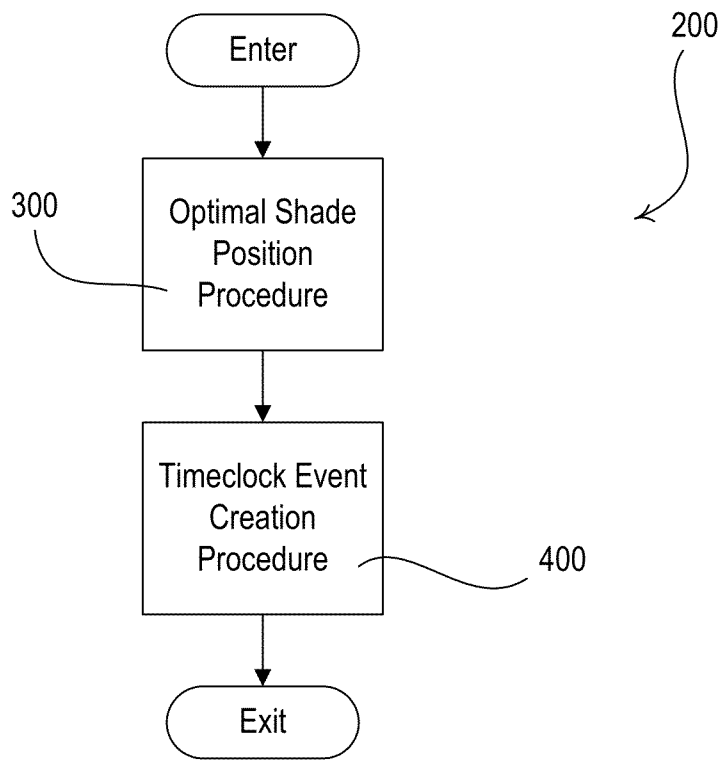 Enter
200
300
Optimal Shade
Position
Procedure
Timeclock Event
Creation
Procedure
400
Exit